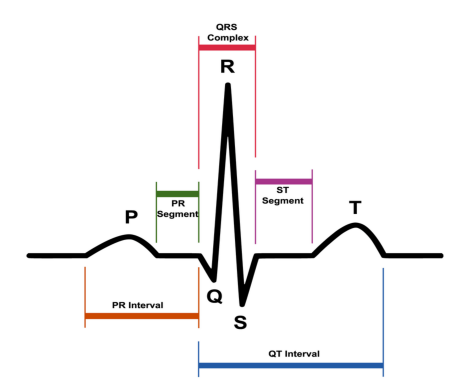 QRS
Complex
R
P
PR
Segment
ST
Segment
T
Q
S
PR Interval
QT Interval